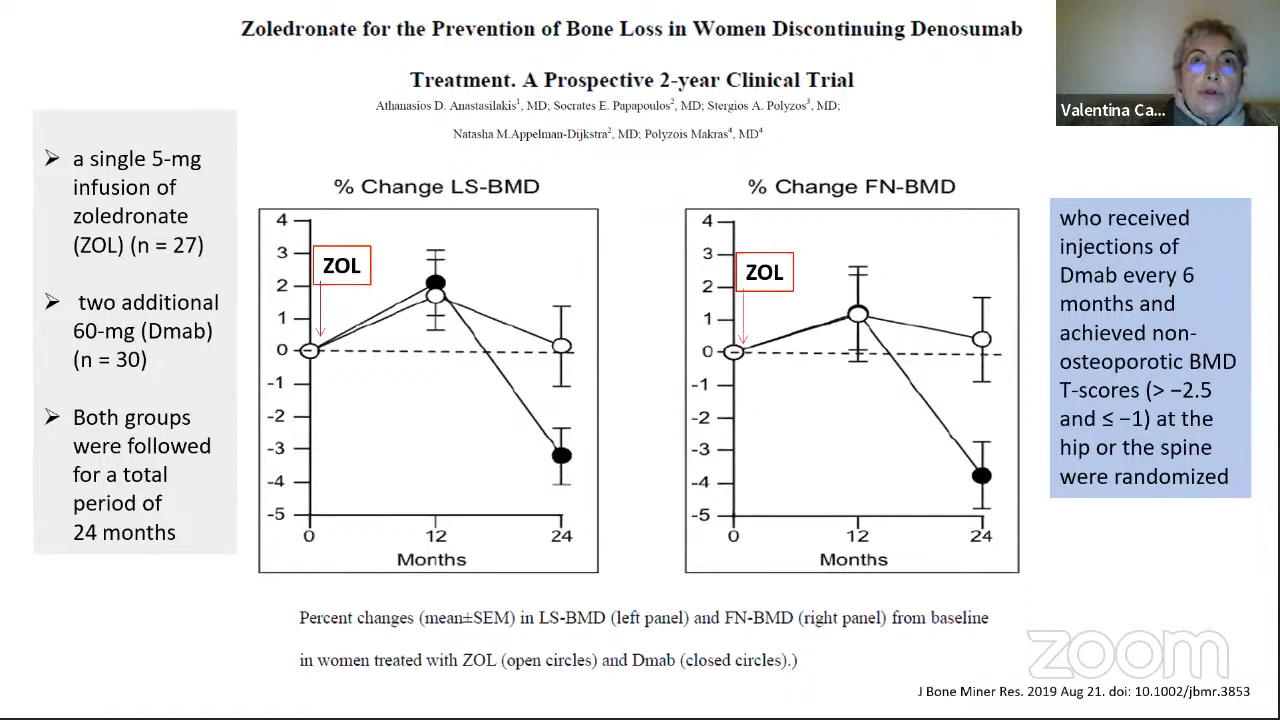 Zoledronate for the Prevention of Bone Loss in Women Discontinuing Denosumab
Treatment. A Prospective 2-year Clinical Trial
Athanasios D. Anastasilakis1, MD; Socrates E. Papapoulos2, MD; Stergios A. Polyzos3, MD;
Natasha M.Appelman-Dijkstra2, MD; Polyzois Makras4, MD4
Valentina Ca...
➢ a single 5-mg
infusion of
zoledronate
(ZOL) (n = 27)
➢ two additional
60-mg (Dmab)
(n = 30)
➢ Both groups
were followed
for a total
period of
24 months
% Change LS-BMD
4
3
2
1
0
-1
-2
-3
-4
-5
ZOL
0 12 24
Months
% Change FN-BMD
4
3
2
1
0
-1
-2
-3
-4
-5
ZOL
0 12 24
Months
who received
injections of
Dmab every 6
months and
achieved non-
osteoporotic BMD
T-scores (> −2.5
and ≤ −1) at the
hip or the spine
were randomized
Percent changes (mean±SEM) in LS-BMD (left panel) and FN-BMD (right panel) from baseline
in women treated with ZOL (open circles) and Dmab (closed circles).)
zoom
J Bone Miner Res. 2019 Aug 21. doi: 10.1002/jbmr.3853